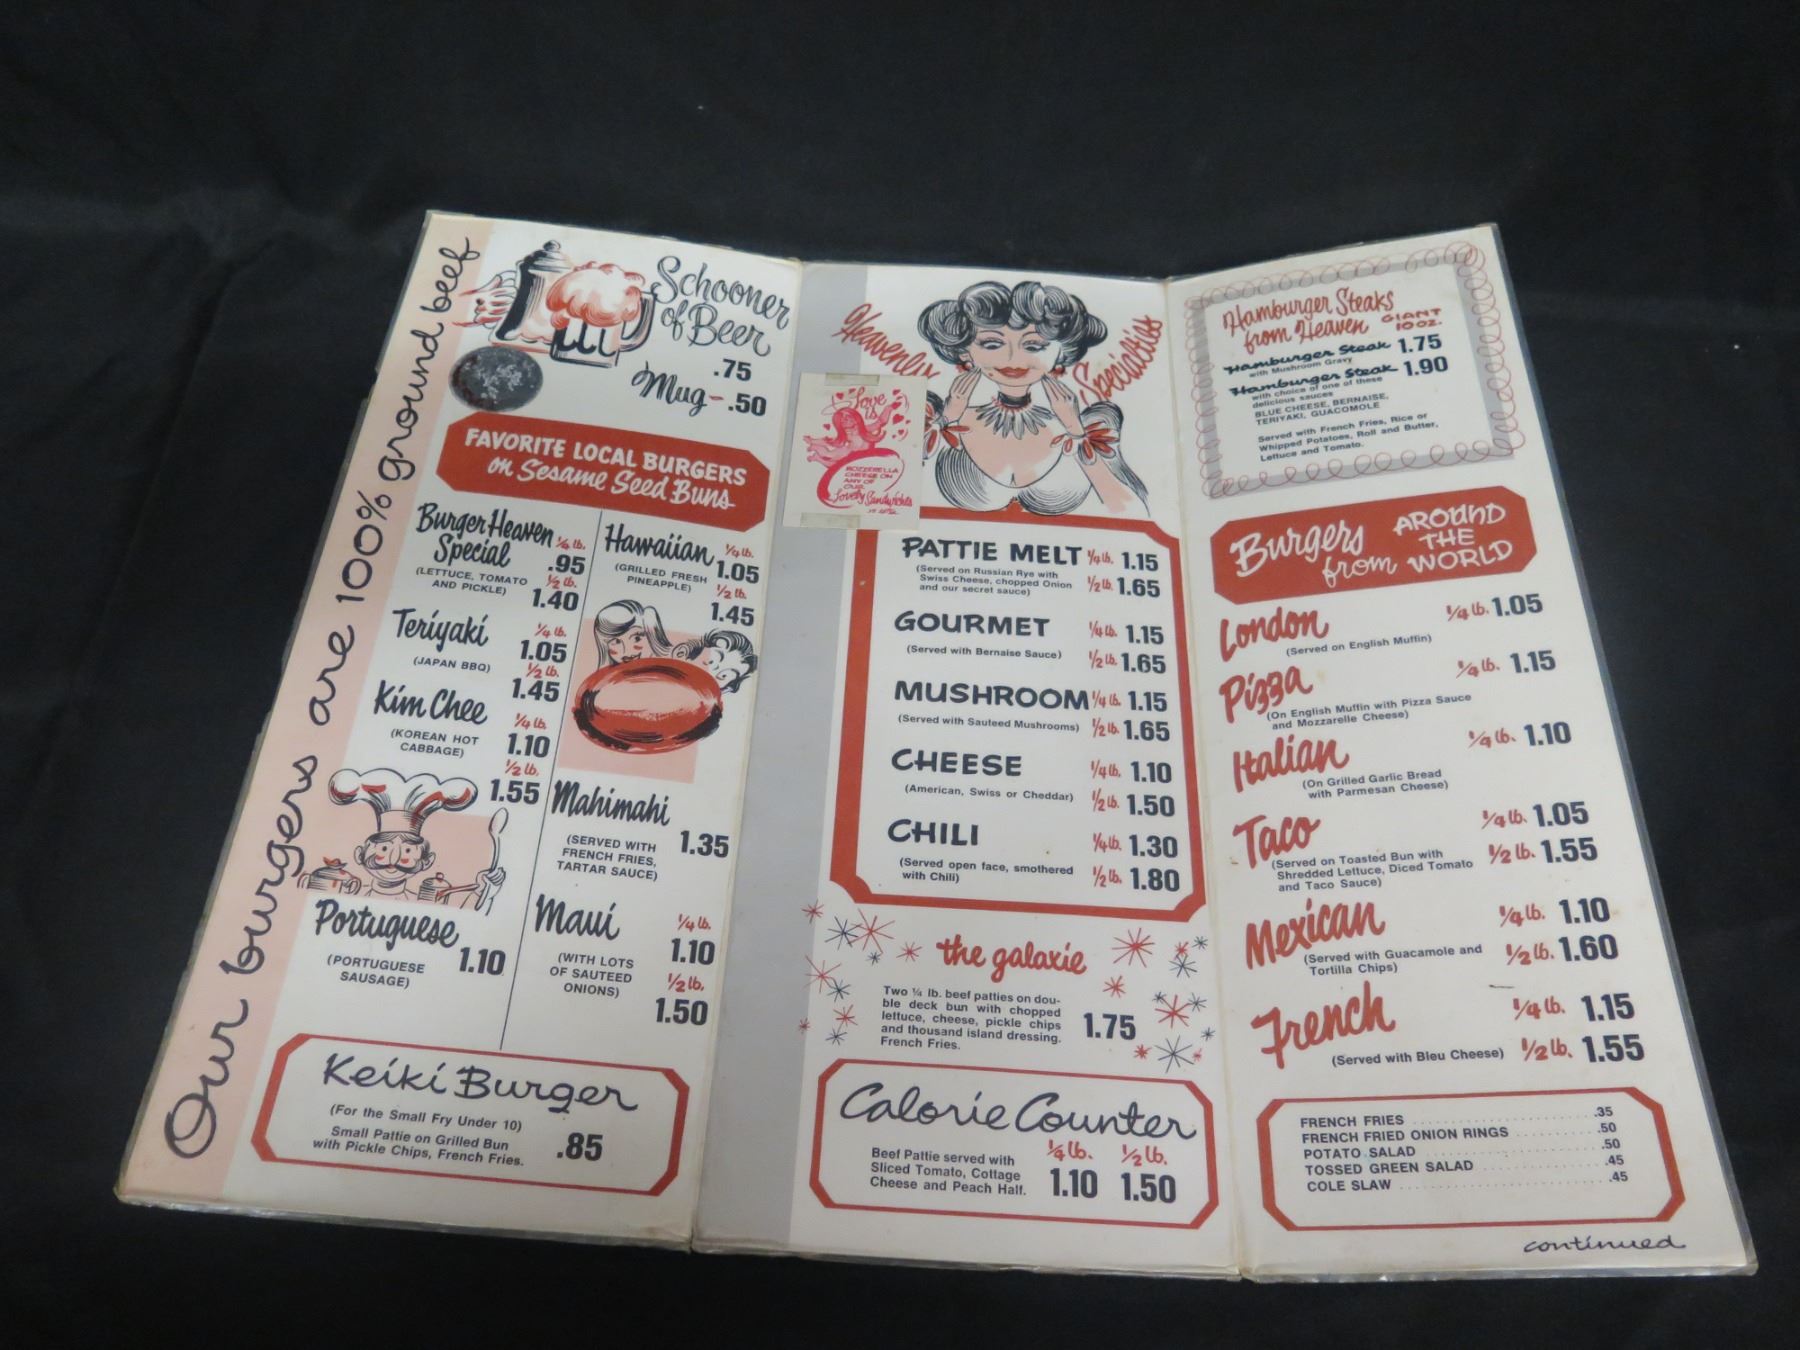 Our burgers are 100% ground beef
Schooner
of Beer
.75
Mug - .50
FAVORITE LOCAL BURGERS
on Sesame Seed Buns
Burger Heaven
Special
1/4 lb.
.95
(LETTUCE, TOMATO
AND PICKLE)
1/2 lb.
1.40
Teriyaki
1/4 lb.
1.05
(JAPAN BBQ)
1/2 lb.
1.45
Kim Chee
1/4 lb.
1.10
(KOREAN HOT
CABBAGE)
1/2 lb.
1.55
Portuguese
1.10
(PORTUGUESE
SAUSAGE)
Hawaiian
1/4 lb.
1.05
(GRILLED FRESH
PINEAPPLE)
1/2 lb.
1.45
Mahimahi
1.35
(SERVED WITH
FRENCH FRIES,
TARTAR SAUCE)
Maui
1/4 lb.
1.10
(WITH LOTS
OF SAUTEED
ONIONS)
1/2 lb.
1.50
Keiki Burger
(For the Small Fry Under 10)
Small Pattie on Grilled Bun
with Pickle Chips, French Fries.
.85
Heavenly Specialties
Love
is
MOZZERELLA
CHEESE ON
ANY OF
OUR
Lovely Sandwiches
PATTIE MELT 1/4 lb. 1.15
(Served on Russian Rye with
Swiss Cheese, chopped Onion
and our secret sauce)
1/2 lb. 1.65
GOURMET 1/4 lb. 1.15
(Served with Bernaise Sauce) 1/2 lb. 1.65
MUSHROOM 1/4 lb. 1.15
(Served with Sauteed Mushrooms) 1/2 lb. 1.65
CHEESE 1/4 lb. 1.10
(American, Swiss or Cheddar) 1/2 lb. 1.50
CHILI 1/4 lb. 1.30
(Served open face, smothered
with Chili) 1/2 lb. 1.80
the galaxie
Two 1/4 lb. beef patties on dou-
ble deck bun with chopped
lettuce, cheese, pickle chips
and thousand island dressing.
French Fries.
1.75
Calorie Counter
Beef Pattie served with
Sliced Tomato, Cottage
Cheese and Peach Half.
1/4 lb. 1/2 lb.
1.10 1.50
Hamburger Steaks
from Heaven GIANT
10 OZ.
Hamburger Steak 1.75
with Mushroom Gravy
Hamburger Steak 1.90
with choice of one of these
delicious sauces
BLUE CHEESE, BERNAISE,
TERIYAKI, GUACOMOLE
Served with French Fries, Rice or
Whipped Potatoes, Roll and Butter,
Lettuce and Tomato.
Burgers from AROUND
THE
WORLD
London 1/4 lb. 1.05
(Served on English Muffin)
Pizza 1/4 lb. 1.15
(On English Muffin with Pizza Sauce
and Mozzarelle Cheese)
Italian 1/4 lb. 1.10
(On Grilled Garlic Bread
with Parmesan Cheese)
Taco 1/4 lb. 1.05
(Served on Toasted Bun with
Shredded Lettuce, Diced Tomato
and Taco Sauce)
1/2 lb. 1.55
Mexican 1/4 lb. 1.10
(Served with Guacamole and
Tortilla Chips)
1/2 lb. 1.60
French 1/4 lb. 1.15
(Served with Bleu Cheese) 1/2 lb. 1.55
FRENCH FRIES .35
FRENCH FRIED ONION RINGS .50
POTATO SALAD .50
TOSSED GREEN SALAD .45
COLE SLAW .45
continued